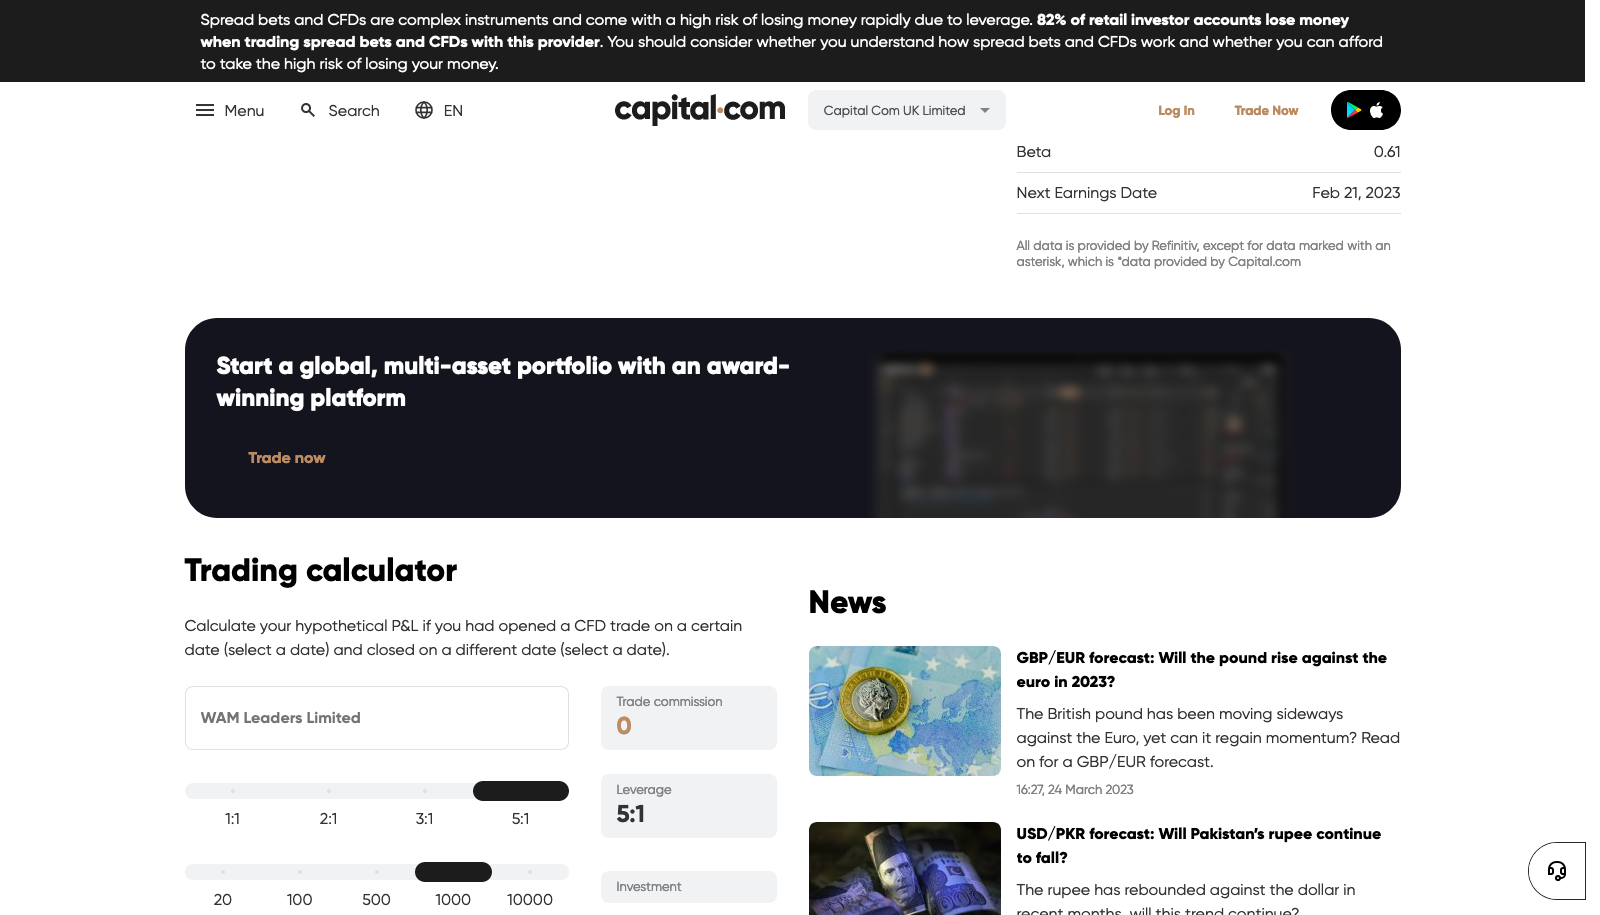 Spread bets and CFDs are complex instruments and come with a high risk of losing money rapidly due to leverage. 82% of retail investor accounts lose money
when trading spread bets and CFDs with this provider. You should consider whether you understand how spread bets and CFDs work and whether you can afford
to take the high risk of losing your money.
Menu
Search
EN
capital.com
Capital Com UK Limited
Log In
Trade Now
Beta 0.61
Next Earnings Date Feb 21, 2023
All data is provided by Refinitiv, except for data marked with an
asterisk, which is *data provided by Capital.com
Start a global, multi-asset portfolio with an award-
winning platform
Trade now
Trading calculator
Calculate your hypothetical P&L if you had opened a CFD trade on a certain
date (select a date) and closed on a different date (select a date).
WAM Leaders Limited
Trade commission
0
1:1 2:1 3:1 5:1
Leverage
5:1
20 100 500 1000 10000
Investment
News
GBP/EUR forecast: Will the pound rise against the
euro in 2023?
The British pound has been moving sideways
against the Euro, yet can it regain momentum? Read
on for a GBP/EUR forecast.
16:27, 24 March 2023
USD/PKR forecast: Will Pakistan’s rupee continue
to fall?
The rupee has rebounded against the dollar in
recent months, will this trend continue?